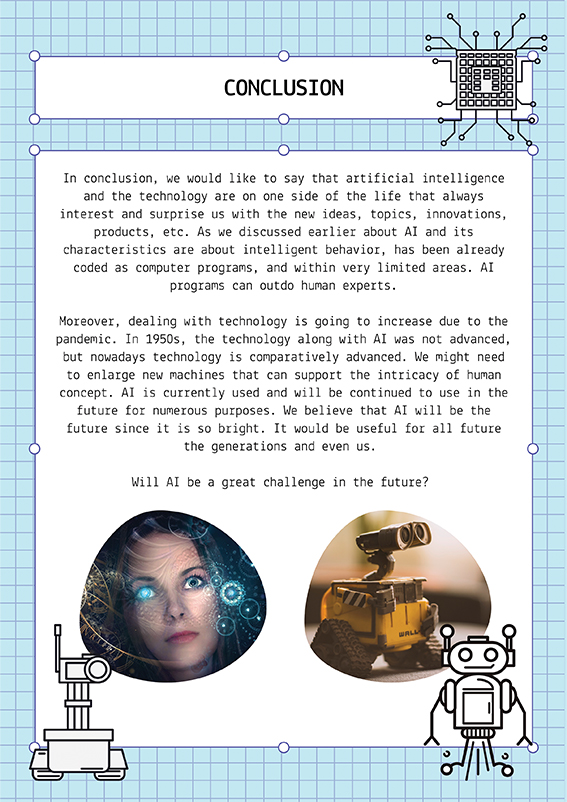 CONCLUSION
In conclusion, we would like to say that artificial intelligence
and the technology are on one side of the life that always
interest and surprise us with the new ideas, topics, innovations,
products, etc. As we discussed earlier about AI and its
characteristics are about intelligent behavior, has been already
coded as computer programs, and within very limited areas. AI
programs can outdo human experts.
Moreover, dealing with technology is going to increase due to the
pandemic. In 1950s, the technology along with AI was not advanced,
but nowadays technology is comparatively advanced. We might need
to enlarge new machines that can support the intricacy of human
concept. AI is currently used and will be continued to use in the
future for numerous purposes. We believe that AI will be the
future since it is so bright. It would be useful for all future
the generations and even us.
Will AI be a great challenge in the future?
WALL